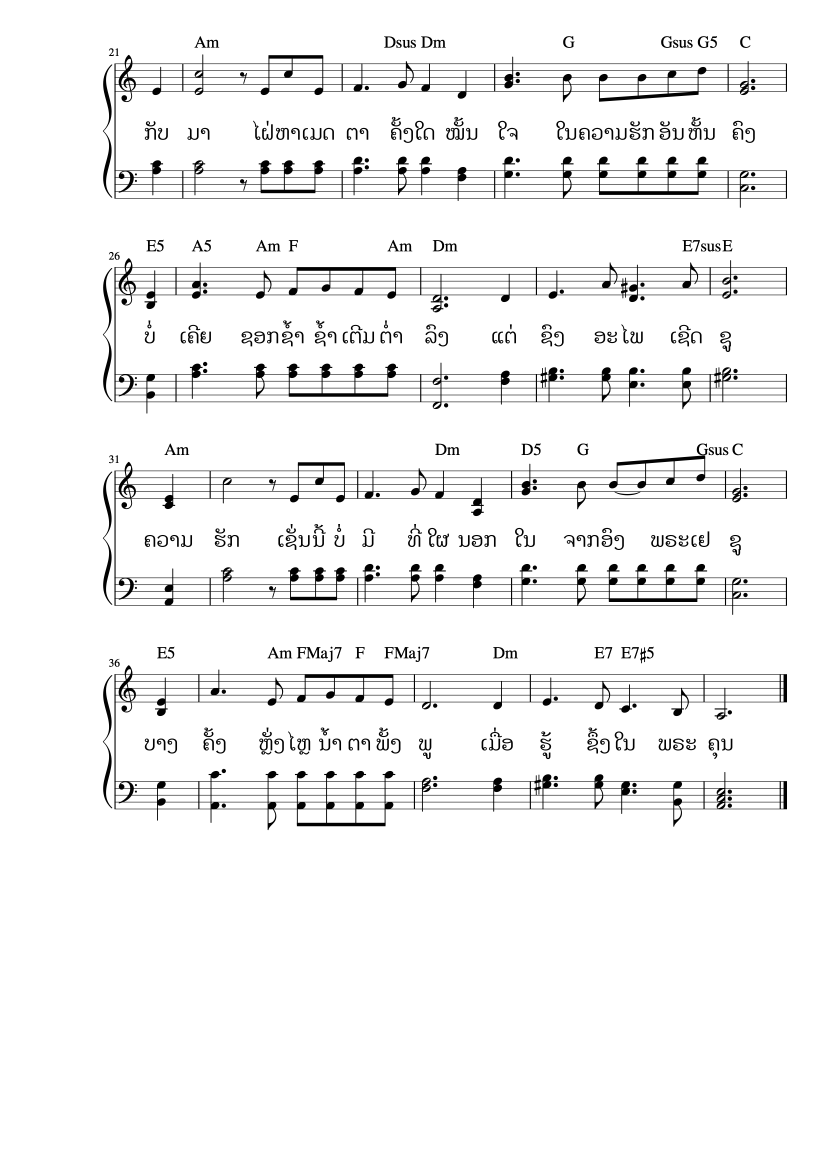 21 Am Dsus Dm G Gsus G5 C
ກັບ ມາ ໄຝ່ຫາເມດ ຕາ ຄັ້ງໃດ ໝັ້ນ ໃຈ ໃນຄວາມຮັກ ອັນ ຫັ້ນ ຄົງ
26 E5 A5 Am F Am Dm E7sus E
ບໍ່ ເຄີຍ ຊອກຊໍ້າ ຊໍ້າ ເຕີມ ຕ່ຳ ລົງ ແຕ່ ຊົງ ອະໄພ ເຊີດ ຊູ
31 Am Dm D5 G Gsus C
ຄວາມ ຮັກ ເຊັ່ນນີ້ ບໍ່ ມີ ທີ່ ໃຜ ນອກ ໃນ ຈາກອົງ ພຣະເຢ ຊູ
36 E5 Am FMaj7 F FMaj7 Dm E7 E7♯5
ບາງ ຄັ້ງ ຫຼັ່ງໄຫຼ ນ້ຳ ຕາ ພັ້ງ ພູ ເມື່ອ ຮູ້ ຊຶ້ງໃນ ພຣະ ຄຸນ